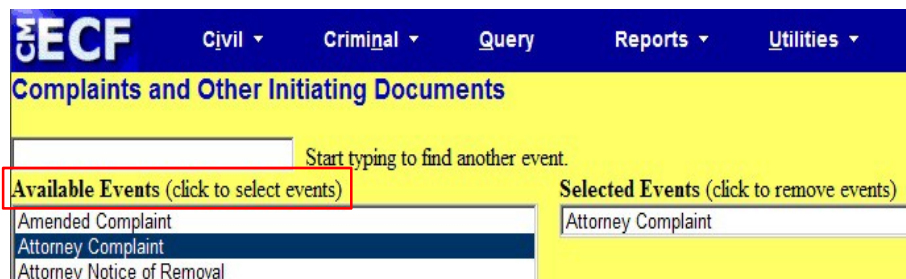 CM ECF Civil Criminal Query Reports Utilities
Complaints and Other Initiating Documents
Start typing to find another event.
Available Events (click to select events) Selected Events (click to remove events)
Amended Complaint Attorney Complaint
Attorney Complaint
Attorney Notice of Removal